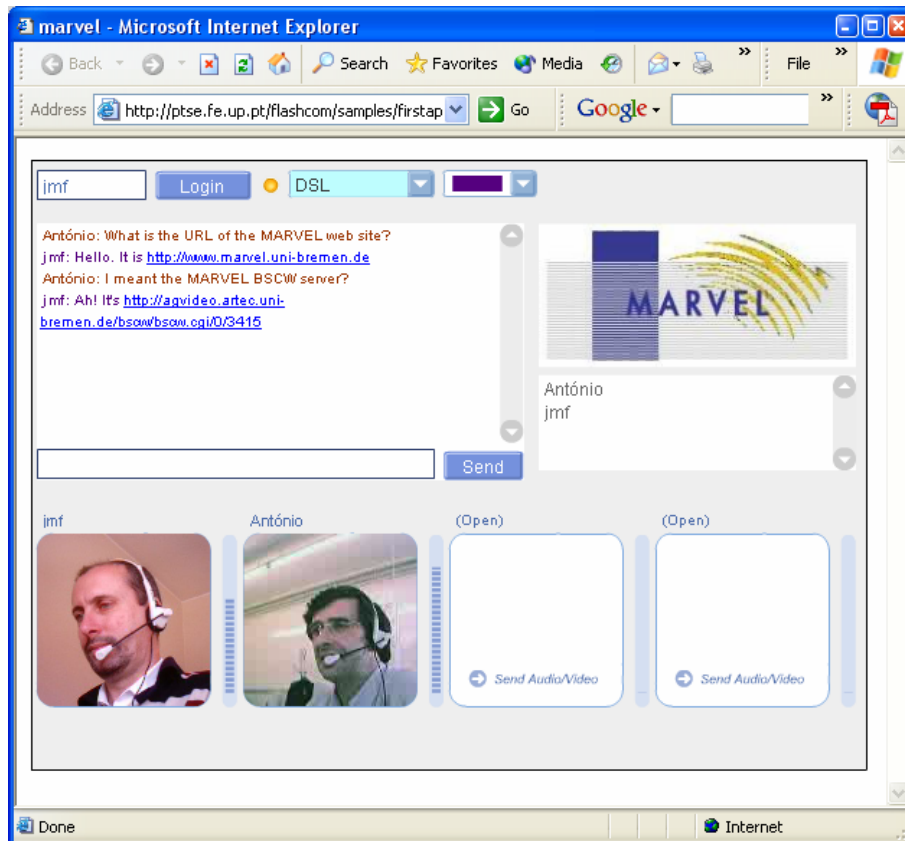 marvel - Microsoft Internet Explorer
Back Search Favorites Media » File »
Address http://ptse.fe.up.pt/flashcom/samples/firstap Go Google »
jmf Login DSL
António: What is the URL of the MARVEL web site?
jmf: Hello. It is http://www.marvel.uni-bremen.de
António: I meant the MARVEL BSCW server?
jmf: Ah! It's http://agvideo.artec.uni-
bremen.de/bscw/bscw.cgi/0/3415
MARVEL
António
jmf
Send
jmf António (Open) (Open)
Send Audio/Video Send Audio/Video
Done Internet